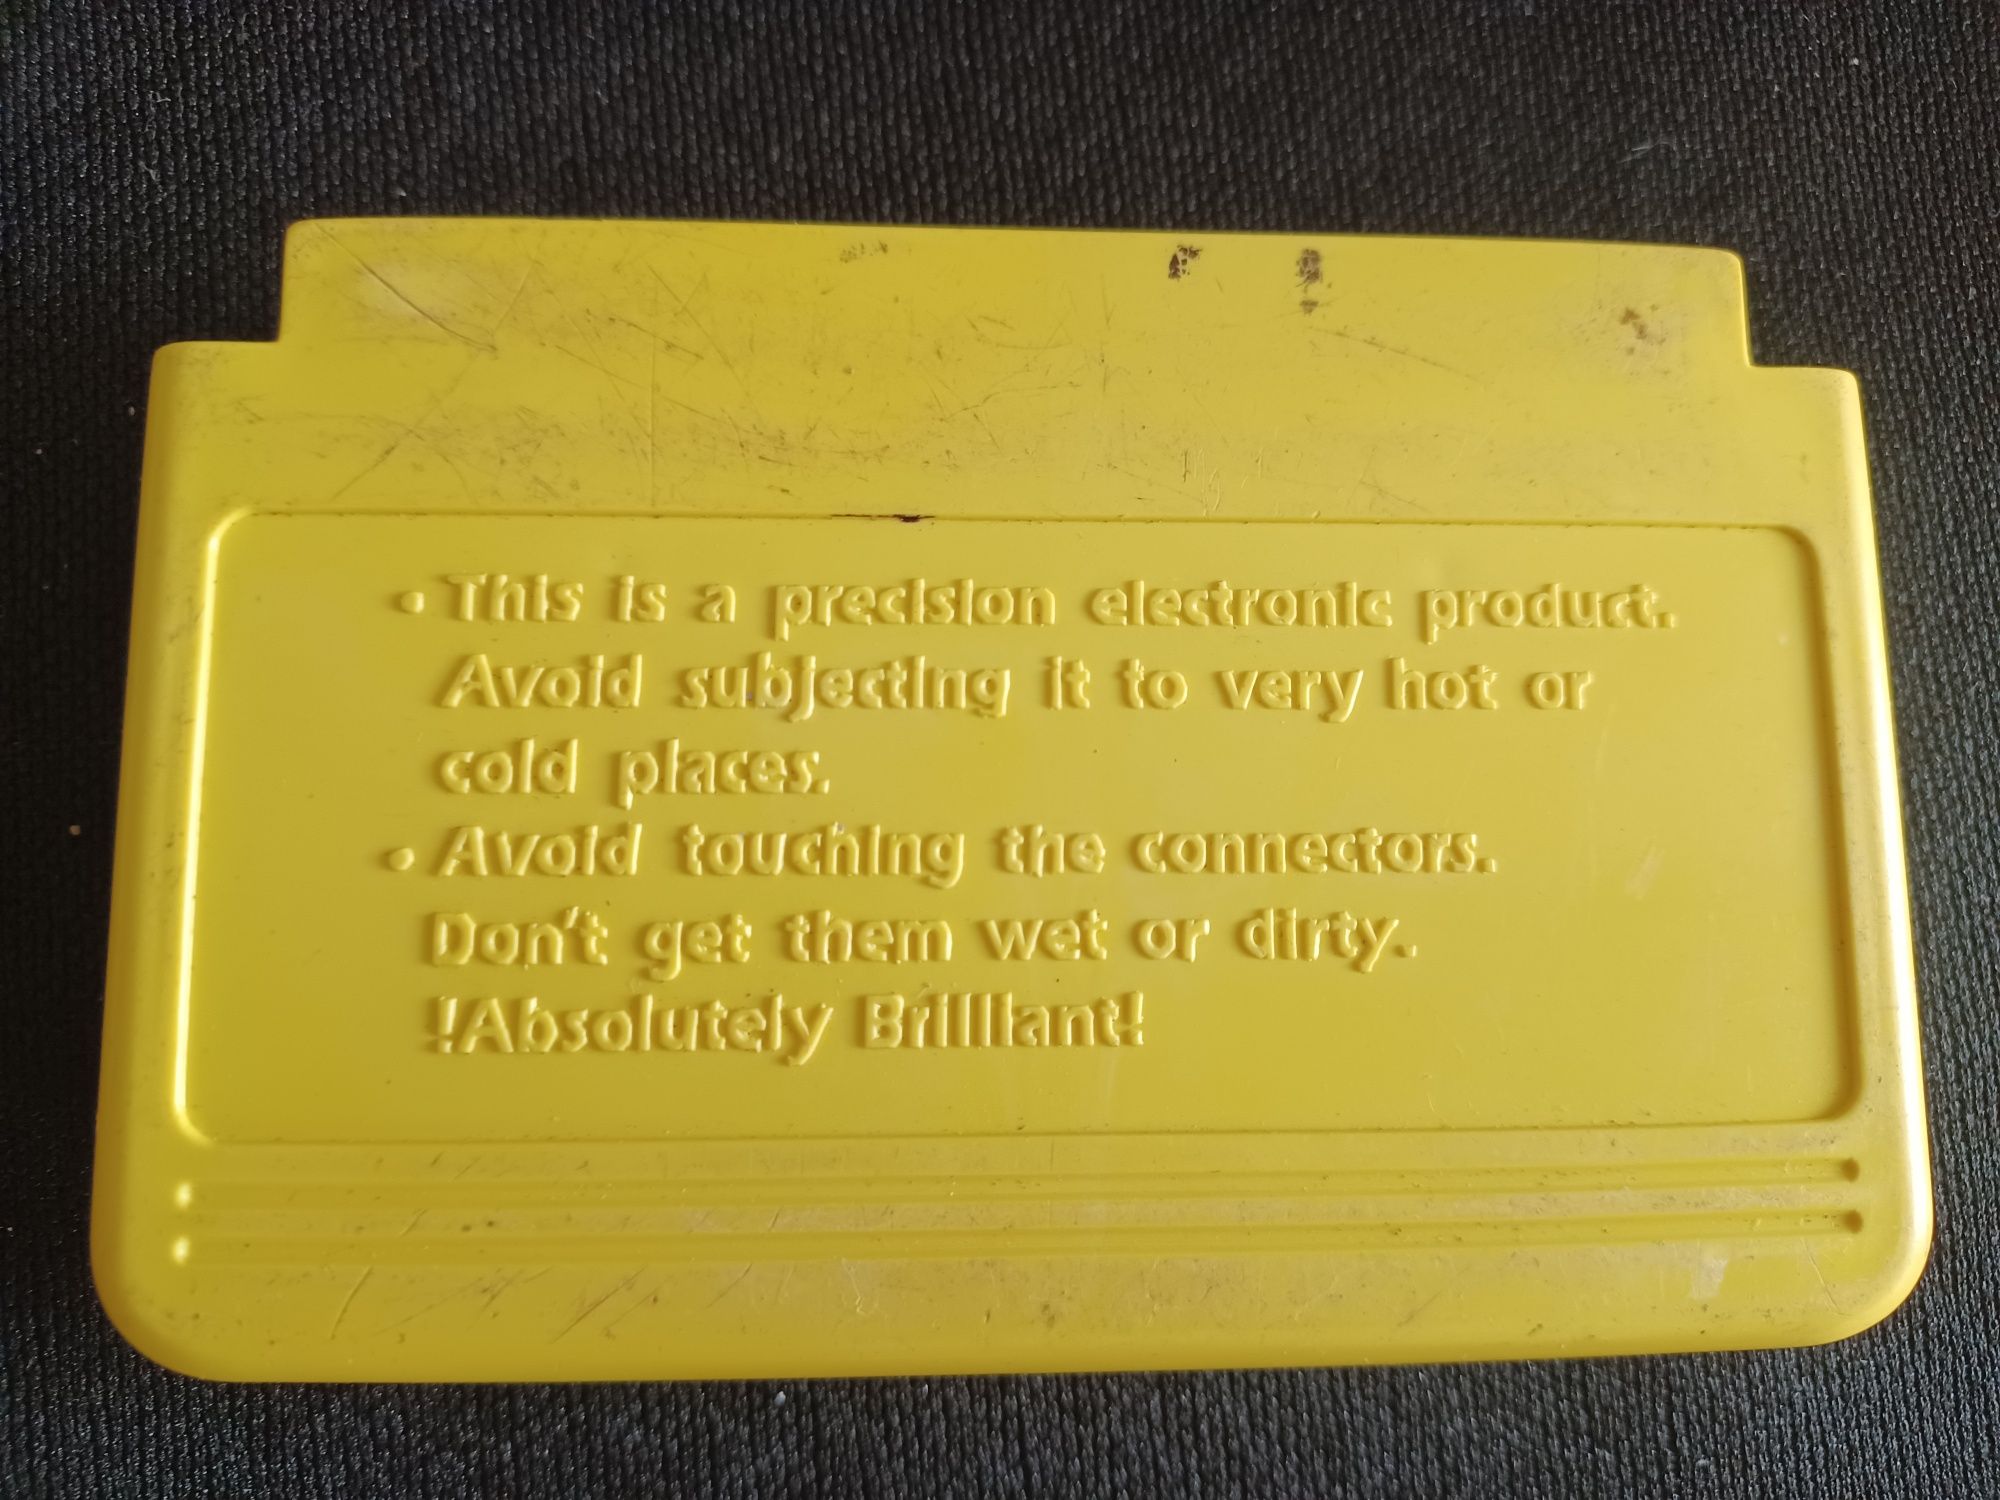 • This is a precision electronic product.
Avoid subjecting it to very hot or
cold places.
• Avoid touching the connectors.
Don't get them wet or dirty.
!Absolutely Brilliant!